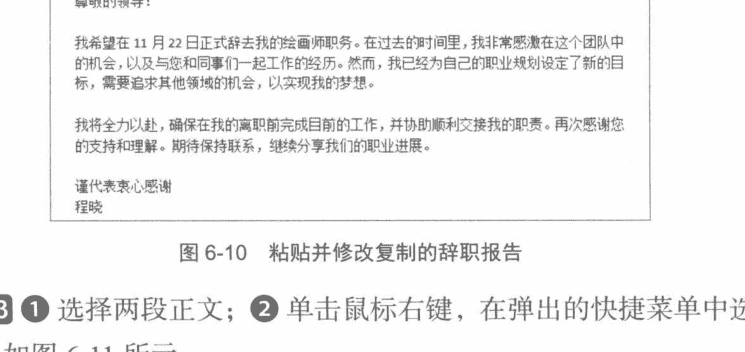 尊敬的领导：
我希望在 11 月 22 日正式辞去我的绘画师职务。在过去的时间里，我非常感激在这个团队中
的机会，以及与您和同事们一起工作的经历。然而，我已经为自己的职业规划设定了新的目
标，需要追求其他领域的机会，以实现我的梦想。
我将全力以赴，确保在我的离职前完成目前的工作，并协助顺利交接我的职责。再次感谢您
的支持和理解。期待保持联系，继续分享我们的职业进展。
谨代表衷心感谢
程晓
图 6-10 粘贴并修改复制的辞职报告
3 ❶ 选择两段正文；❷ 单击鼠标右键，在弹出的快捷菜单中选
如图 6-11 所示